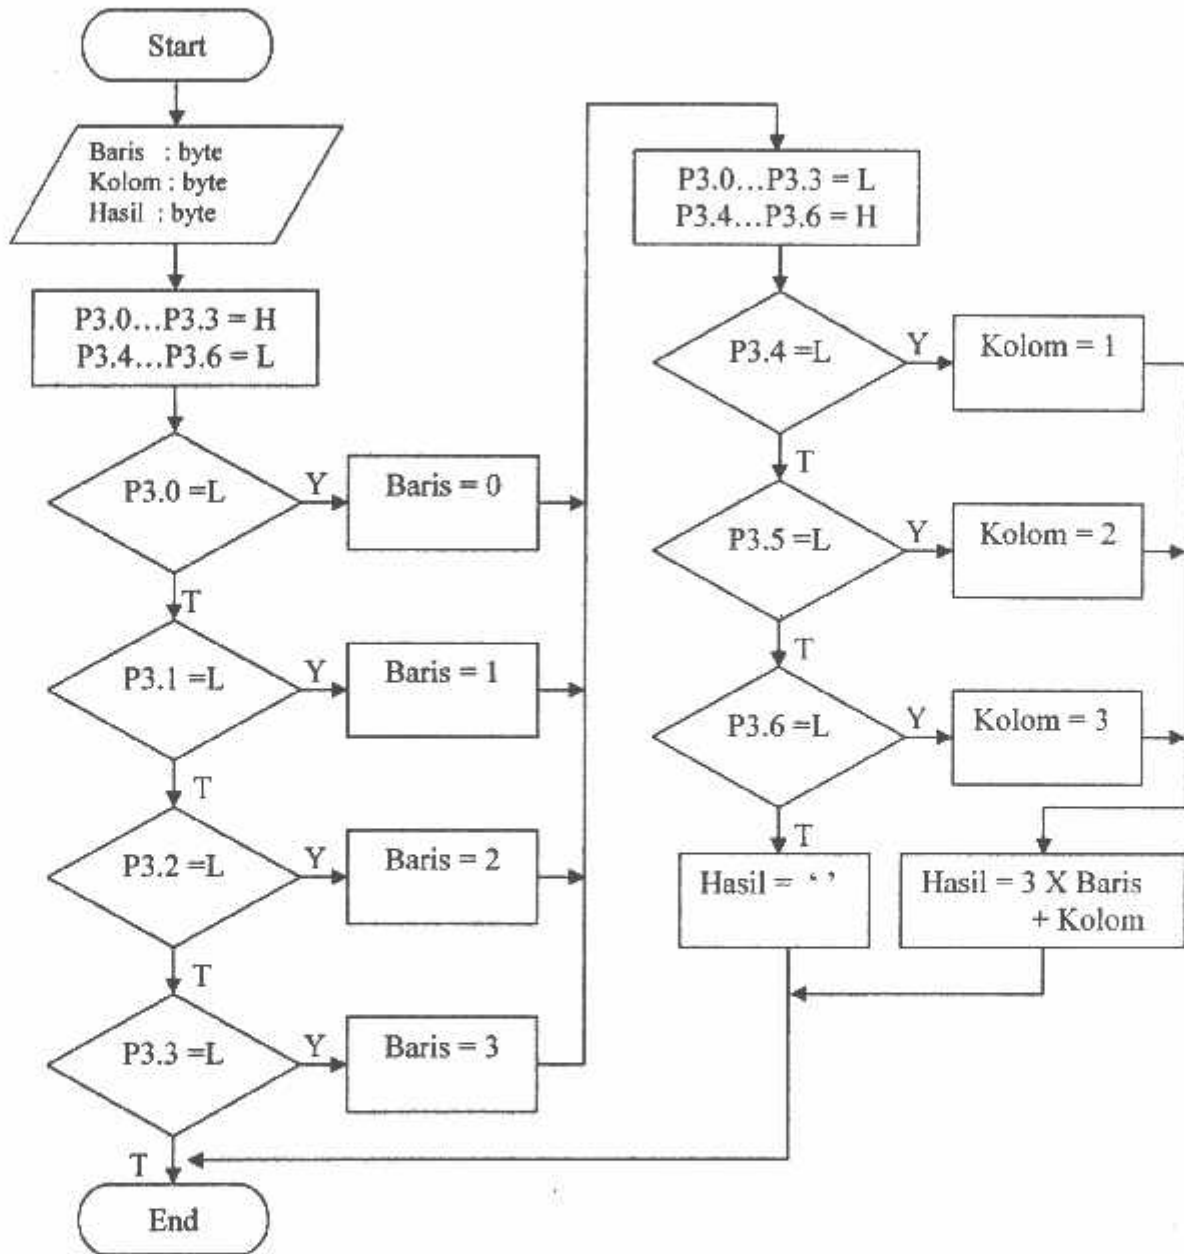 Start
Baris : byte
Kolom : byte
Hasil : byte
P3.0...P3.3 = H
P3.4...P3.6 = L
P3.0 =L
Y
Baris = 0
T
P3.1 =L
Y
Baris = 1
T
P3.2 =L
Y
Baris = 2
T
P3.3 =L
Y
Baris = 3
T
End
P3.0...P3.3 = L
P3.4...P3.6 = H
P3.4 =L
Y
Kolom = 1
T
P3.5 =L
Y
Kolom = 2
T
P3.6 =L
Y
Kolom = 3
T
Hasil = ‘ ’
Hasil = 3 X Baris
+ Kolom